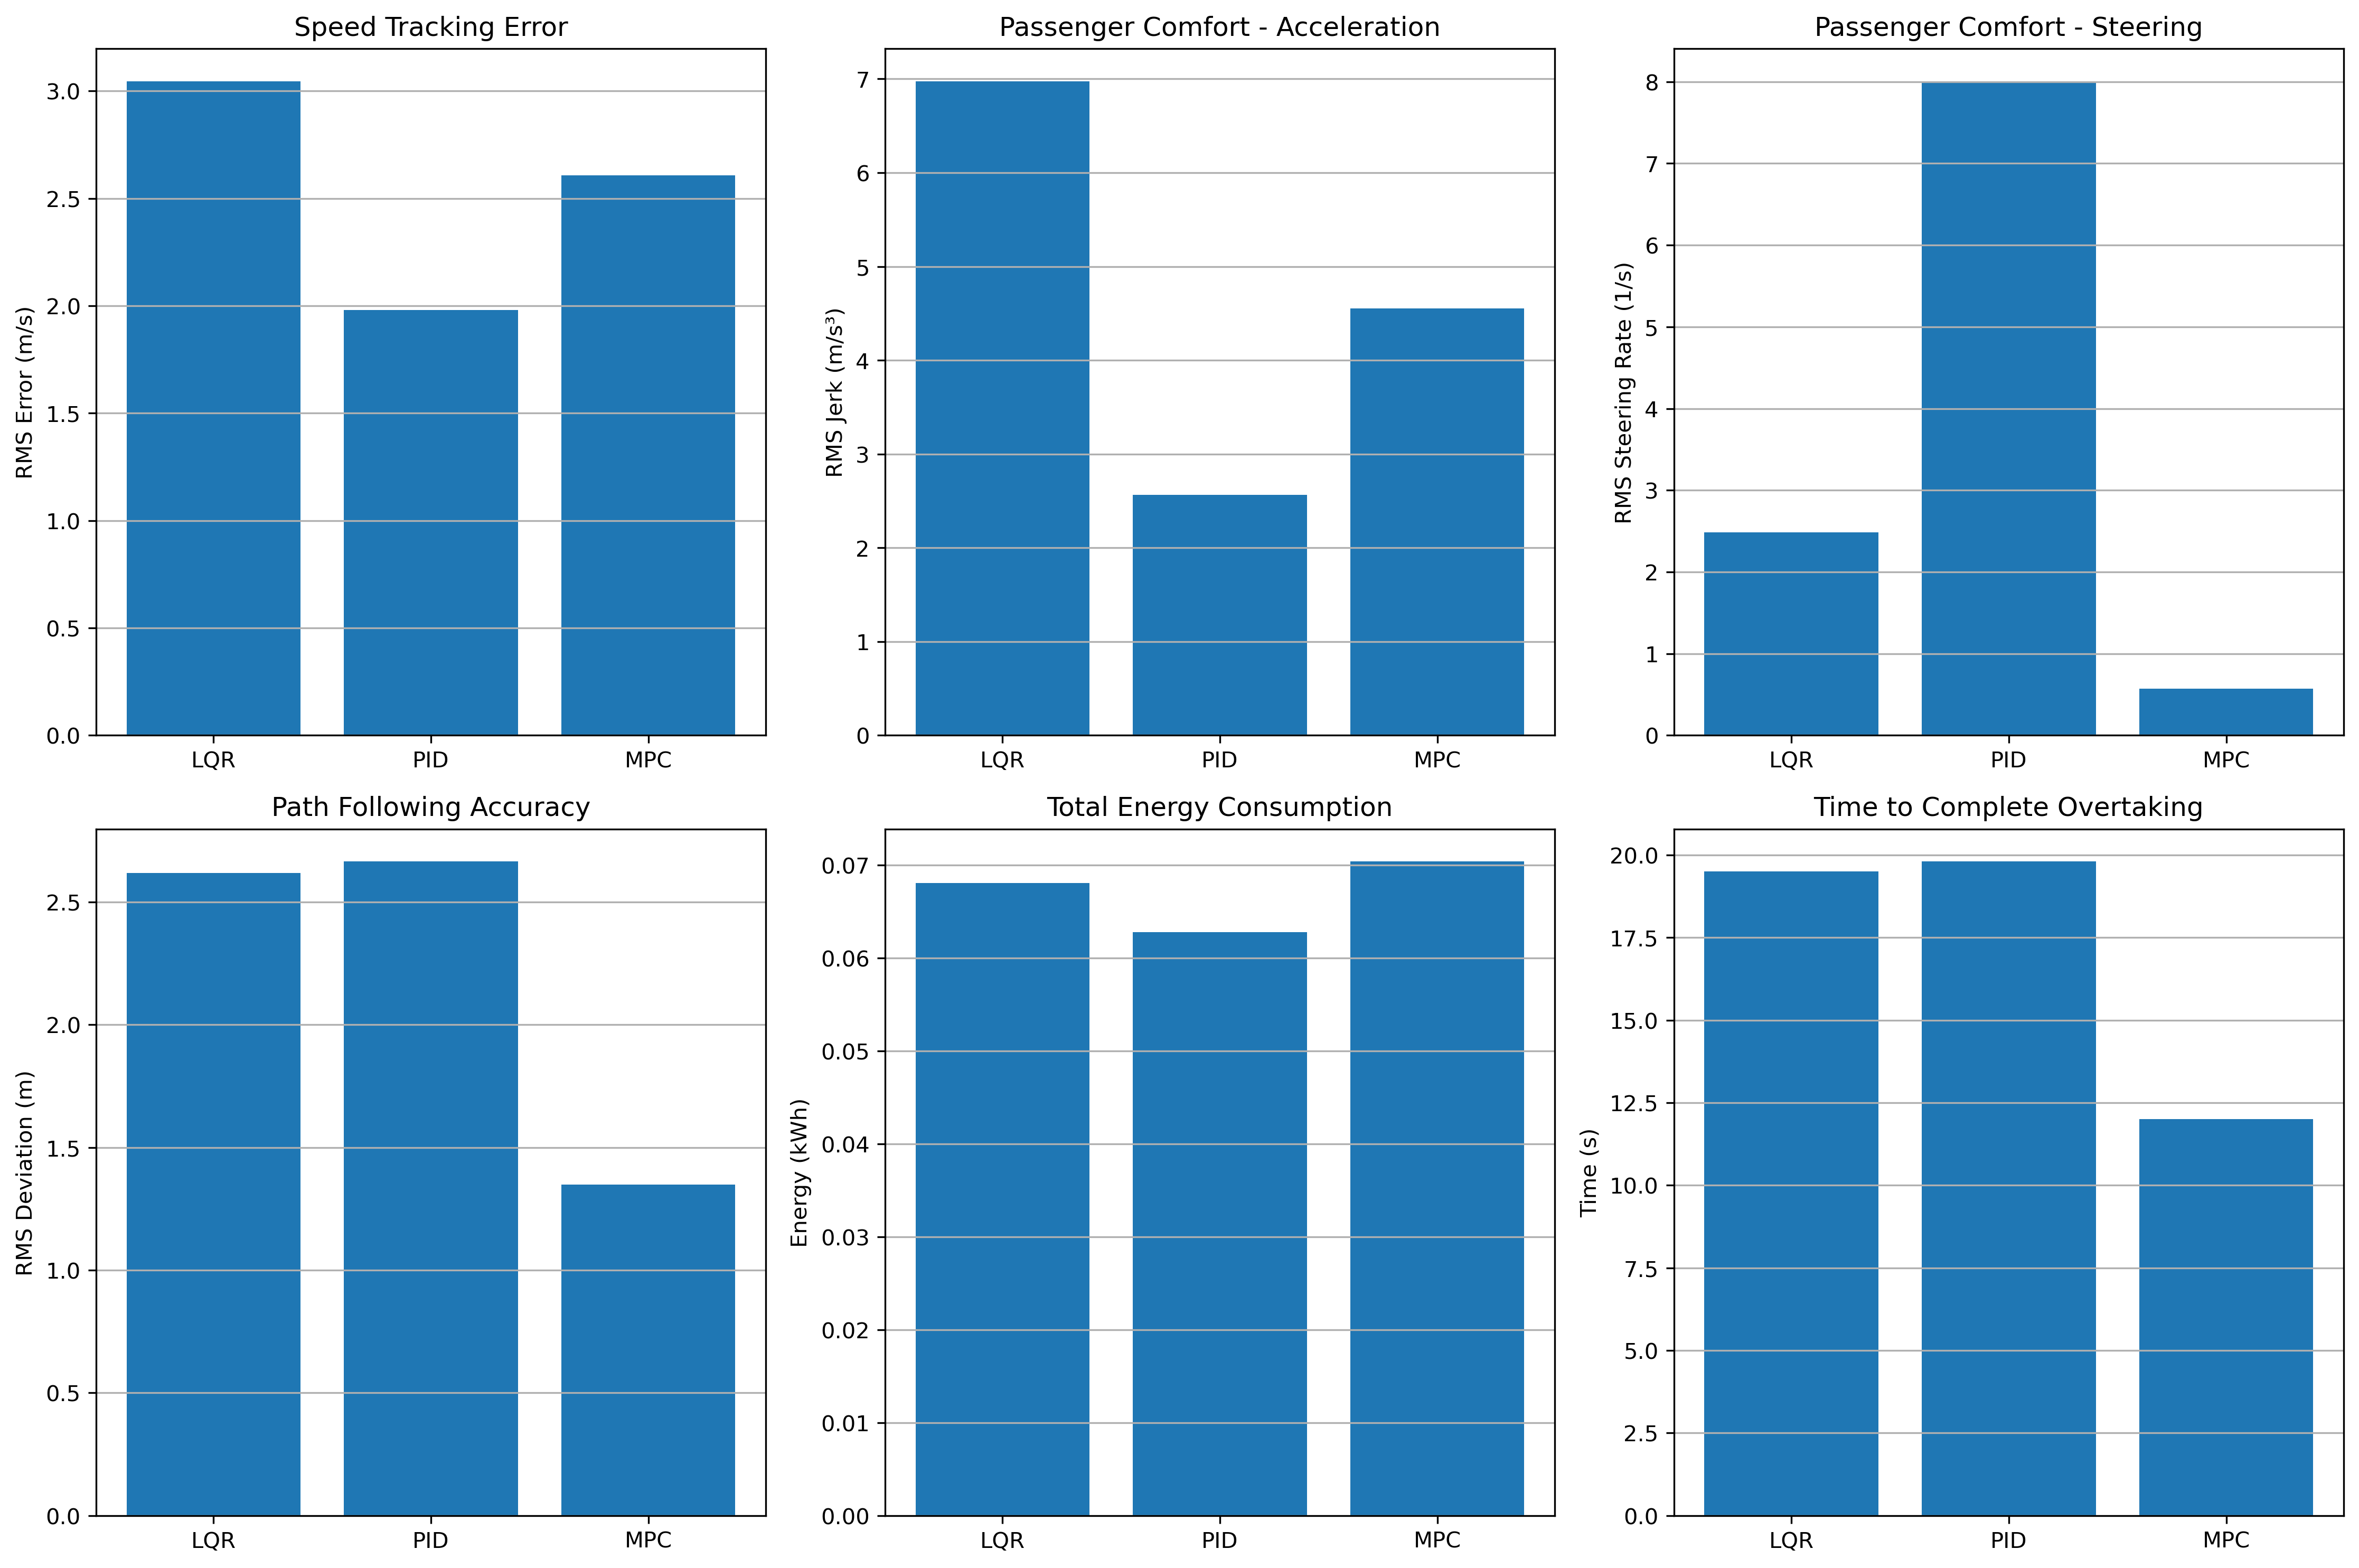 Speed Tracking Error
RMS Error (m/s)
3.0
2.5
2.0
1.5
1.0
0.5
0.0
LQR PID MPC
Passenger Comfort - Acceleration
RMS Jerk (m/s³)
7
6
5
4
3
2
1
0
LQR PID MPC
Passenger Comfort - Steering
RMS Steering Rate (1/s)
8
7
6
5
4
3
2
1
0
LQR PID MPC
Path Following Accuracy
RMS Deviation (m)
2.5
2.0
1.5
1.0
0.5
0.0
LQR PID MPC
Total Energy Consumption
Energy (kWh)
0.07
0.06
0.05
0.04
0.03
0.02
0.01
0.00
LQR PID MPC
Time to Complete Overtaking
Time (s)
20.0
17.5
15.0
12.5
10.0
7.5
5.0
2.5
0.0
LQR PID MPC